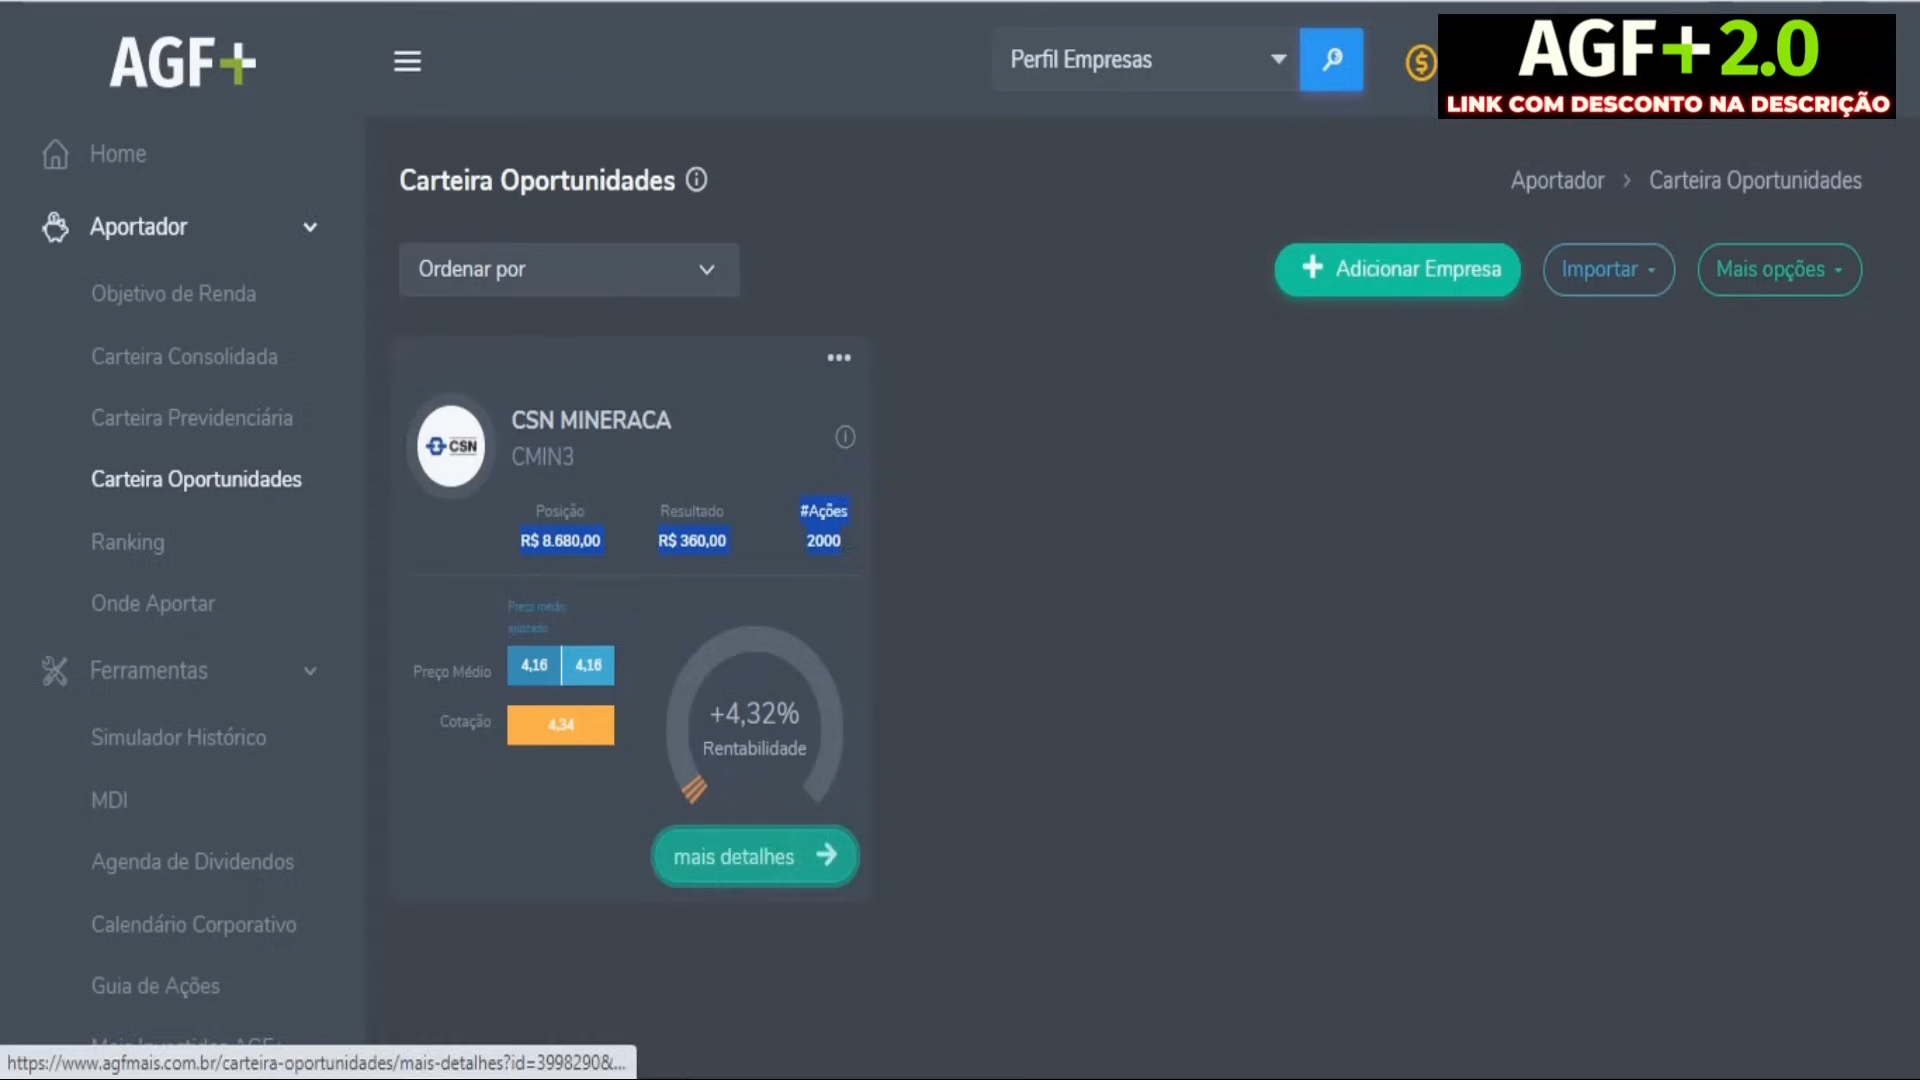 AGF+
Perfil Empresas
AGF+2.0
LINK COM DESCONTO NA DESCRIÇÃO
Home
Aportador
Objetivo de Renda
Carteira Consolidada
Carteira Previdenciária
Carteira Oportunidades
Ranking
Onde Aportar
Ferramentas
Simulador Histórico
MDI
Agenda de Dividendos
Calendário Corporativo
Guia de Ações
Carteira Oportunidades
Aportador > Carteira Oportunidades
Ordenar por
+ Adicionar Empresa
Importar
Mais opções
CSN
CSN MINERACA
CMIN3
Posição Resultado #Ações
R$ 8.680,00 R$ 360,00 2000
Preço médio
ajustado
Preço Médio 4,16 4,16
Cotação 4,34
+4,32%
Rentabilidade
mais detalhes
https://www.agfmais.com.br/carteira-oportunidades/mais-detalhes?id=3998290&...